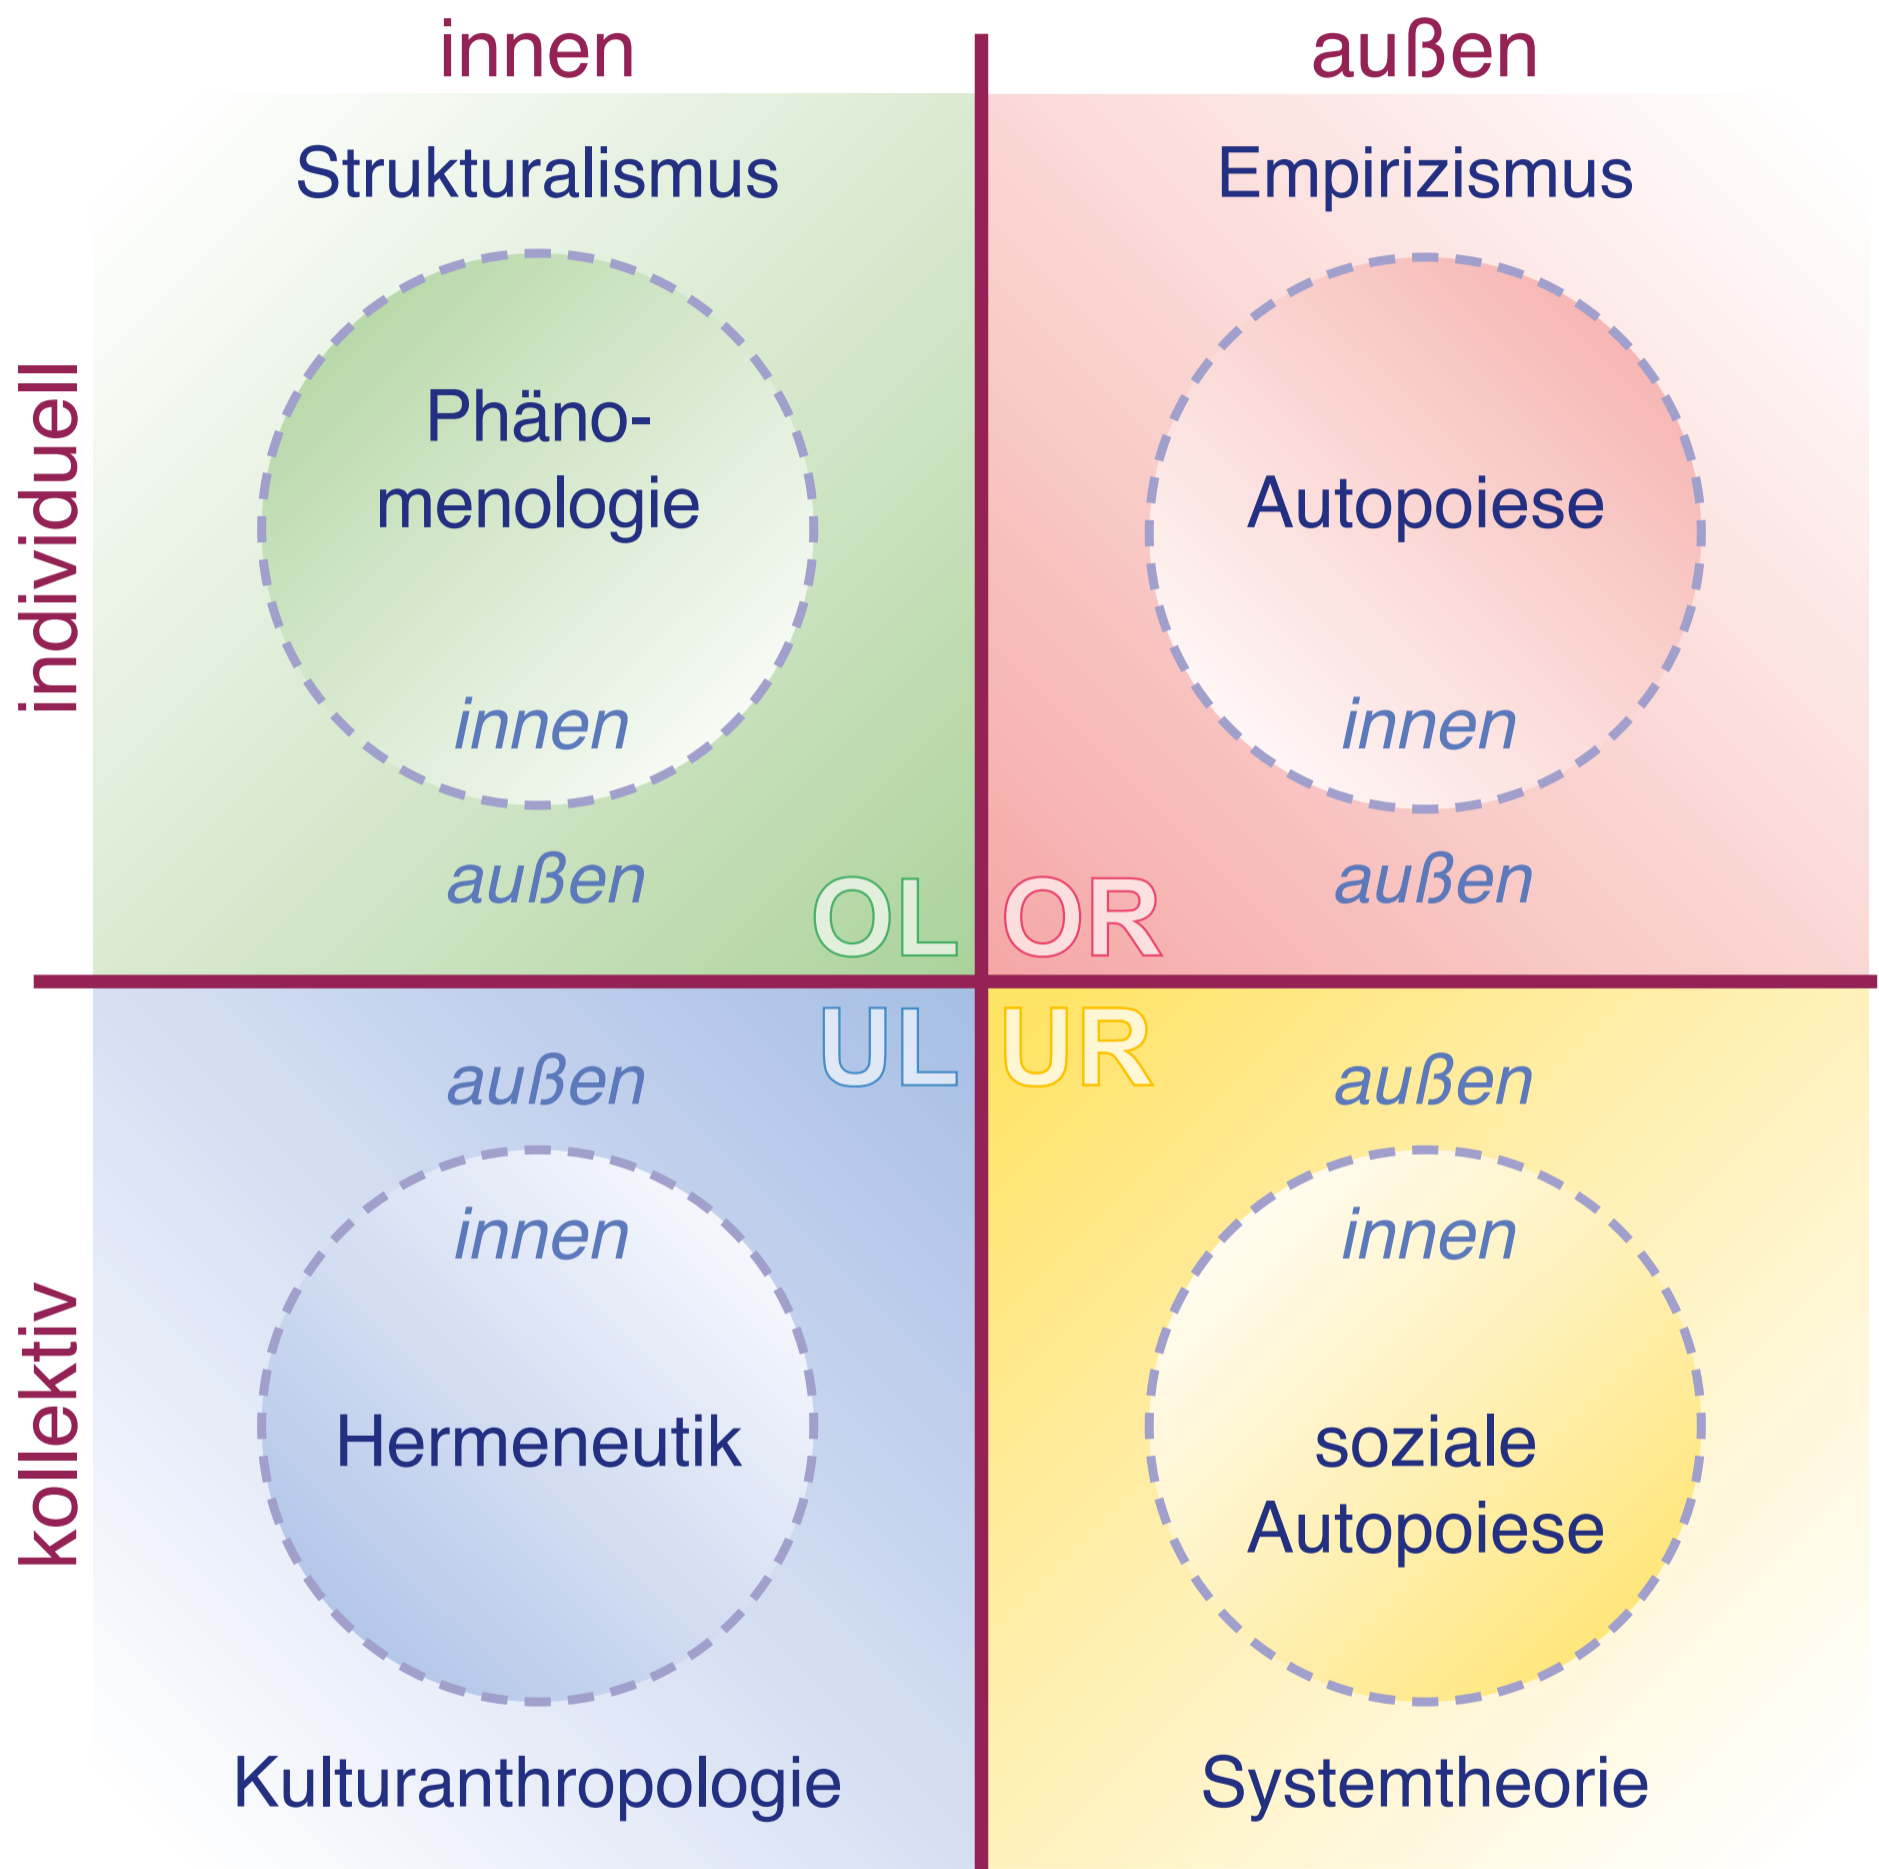 innen
außen
individuell
Strukturalismus
Phäno-
menologie
innen
außen
OL
Empirizismus
Autopoiese
innen
außen
OR
kollektiv
UL
außen
innen
Hermeneutik
Kulturanthropologie
UR
außen
innen
soziale
Autopoiese
Systemtheorie